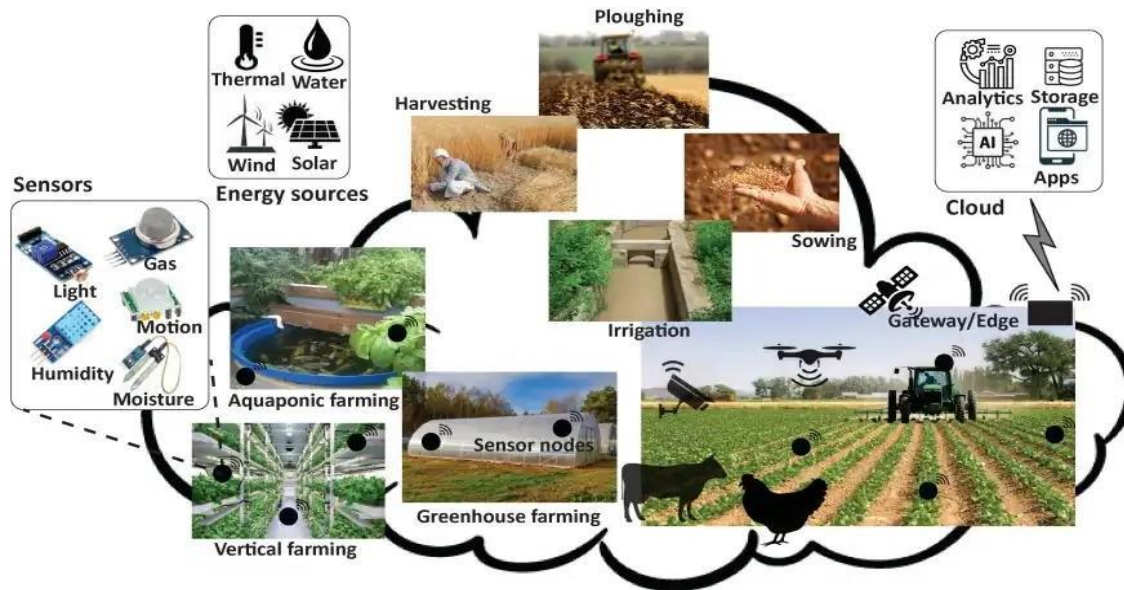 Ploughing
Thermal Water
Wind Solar
Energy sources
Harvesting
Analytics Storage
AI
Apps
Cloud
Sensors
Gas
Light
Motion
Humidity
Moisture
Sowing
Irrigation
Gateway/Edge
Aquaponic farming
Sensor nodes
Greenhouse farming
Vertical farming